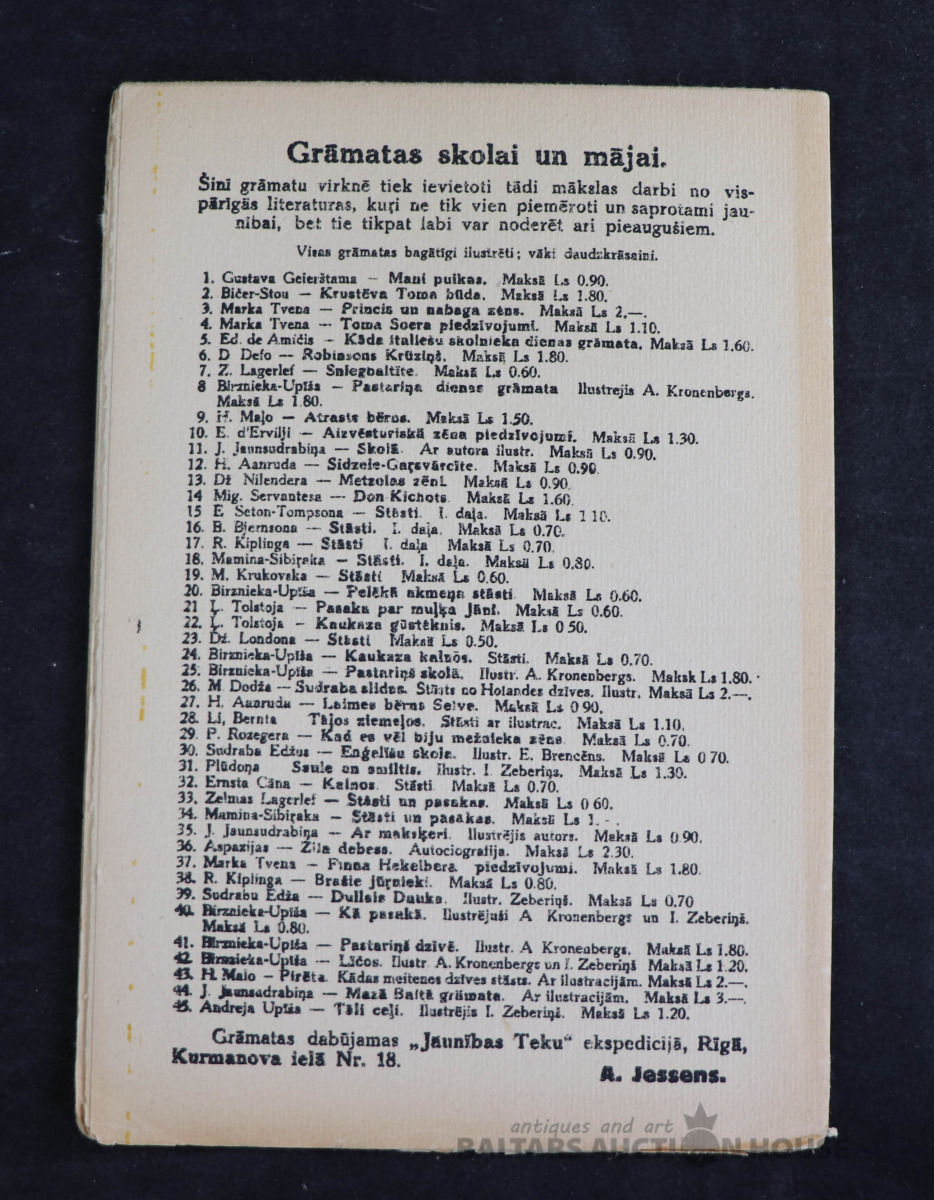 Grāmatas skolai un mājai.
Šinī grāmatu virknē tiek ievietoti tādi mākslas darbi no vis-
pārīgās literaturas, kuŗi ne tik vien piemēroti un saprotami jau-
nībai, bet tie tikpat labi var noderēt ari pieaugušiem.
Visas grāmatas bagātīgi ilustrēti; vāki daudzkrāsaini.
1. Gustava Geierštama — Mani puikas. Maksā Ls 0.90.
2. Bičer-Stou — Krustēva Toma būda. Maksā Ls 1.80.
3. Marka Tvena — Princis un nabaga zēns. Maksā Ls 2.—.
4. Marka Tvena — Toma Soera piedzīvojumi. Maksā Ls 1.10.
5. Ed. de Amičis — Kāda italiešu skolnieka dienas grāmata. Maksā Ls 1.60.
6. D Defo — Robinsons Krūziņš. Maksā Ls 1.80.
7. Z. Lagerlef — Sniegbaltīte. Maksā Ls 0.60.
8 Birznieka-Upīša — Pastariņa dienas grāmata Ilustrejis A. Kronenbergs.
Maksā Ls 1.80.
9. H. Malo — Atrasts bērns. Maksā Ls 1.50.
10. E. d'Ervilji — Aizvēsturiskā zēna piedzīvojumi. Maksā Ls 1.30.
11. J. Jaunsudrabiņa — Skolā. Ar autora ilustr. Maksā Ls 0.90.
12. H. Aanruda — Sidzele-Gaŗsvārcīte. Maksā Ls 0.90.
13. Dž Nilendera — Metzolas zēni. Maksā Ls 0.90.
14 Mig. Servantesa — Don-Kichots. Maksā Ls 1.60.
15 E Seton-Tompsona — Stāsti. I. daļa. Maksā Ls 1 10.
16. B. Bjernsona — Stāsti. I. daļa. Maksā Ls 0.70.
17. R. Kiplinga — Stāsti I. daļa Maksā Ls 0.70.
18. Mamina-Sibiŗaka — Stāsti. I. daļa. Maksā Ls 0.80.
19. M. Krukovska — Stāsti Maksā Ls 0.60.
20. Birznieka-Upīša — Pelēkā akmeņa stāsti. Maksā Ls 0.60.
21 Ļ. Tolstoja — Pasaka par muļķa Jāni. Maksā Ls 0.60.
22. Ļ. Tolstoja — Kaukaza gūsteknis. Maksā Ls 0 50.
23. Dž. Londona — Stāsti Maksā Ls 0.50.
24. Birznieka-Upīša — Kaukaza kalnos. Stāsti. Maksā Ls 0.70.
25. Birznieka-Upīša — Pastariņš skolā. Ilustr. A. Kronenbergs. Maksk Ls 1.80.
26. M. Dodža — Sudraba slidas. Stāsts no Holandes dzīves. Ilustr. Maksā Ls 2.—.
27. H. Aanruda — Laimes bērns Selve. Maksā Ls 0 90.
28. Li, Bernta Tāļos ziemeļos. Stāsti ar ilustrac. Maksā Ls 1.10.
29. P. Rozegera — Kad es vēl biju mežnieka zēns. Maksā Ls 0.70.
30. Sudraba Edžus — Eņģelīšu skola. Ilustr. E. Brencēns. Maksā Ls 0 70.
31. Plūdoņa Saule un smiltis. Ilustr. I. Zeberiņš. Maksā Ls 1.30.
32. Ernsta Cāna — Kalnos. Stāsti. Maksā Ls 0.70.
33. Zelmas Lagerlef — Stāsti un pasakas. Maksā Ls 0 60.
34. Mamina-Sibiŗaka — Stāsti un pasakas. Maksā Ls 1.-.
35. J. Jaunsudrabiņa — Ar makšķeri. Ilustrējis autors. Maksā Ls 0.90.
36. Aspazijas — Zila debess. Autociografija. Maksā Ls 2.30.
37. Marka Tvena — Finna Hekelbera piedzīvojumi. Maksā Ls 1.80.
38. R. Kiplinga — Brašie jūrnieki. Maksā Ls 0.80.
39. Sudrabu Edža — Dullais Dauka. Ilustr. Zeberiņš. Maksā Ls 0.70
40. Birznieka-Upīša — Kā pasakā. Ilustrējuši A Kronenbergs un I. Zeberiņš.
Maksā Ls 0.80.
41. Birznieka-Upīša — Pastariņš dzīvē. Ilustr. A Kronenbergs. Maksā Ls 1.80.
42. Birznieka-Upīša — Līčos. Ilustr. A. Kronenbergs un I. Zeberiņš Maksā Ls 1.20.
43. H. Malo — Pirēta. Kādas meitenes dzīves stāsts. Ar ilustracijām. Maksā Ls 2.—.
44. J. Jaunsudrabiņa — Mazā Baltā grāmata. Ar ilustracijām. Maksā Ls 3.—.
45. Andreja Upīša — Tāli ceļi. Ilustrējis I. Zeberiņš. Maksā Ls 1.20.
Grāmatas dabūjamas „Jaunības Teku“ ekspedicijā, Rīgā,
Kurmanova ielā Nr. 18.
A. Jessens.
antiques and art
BALTARS AUCTION HOUSE